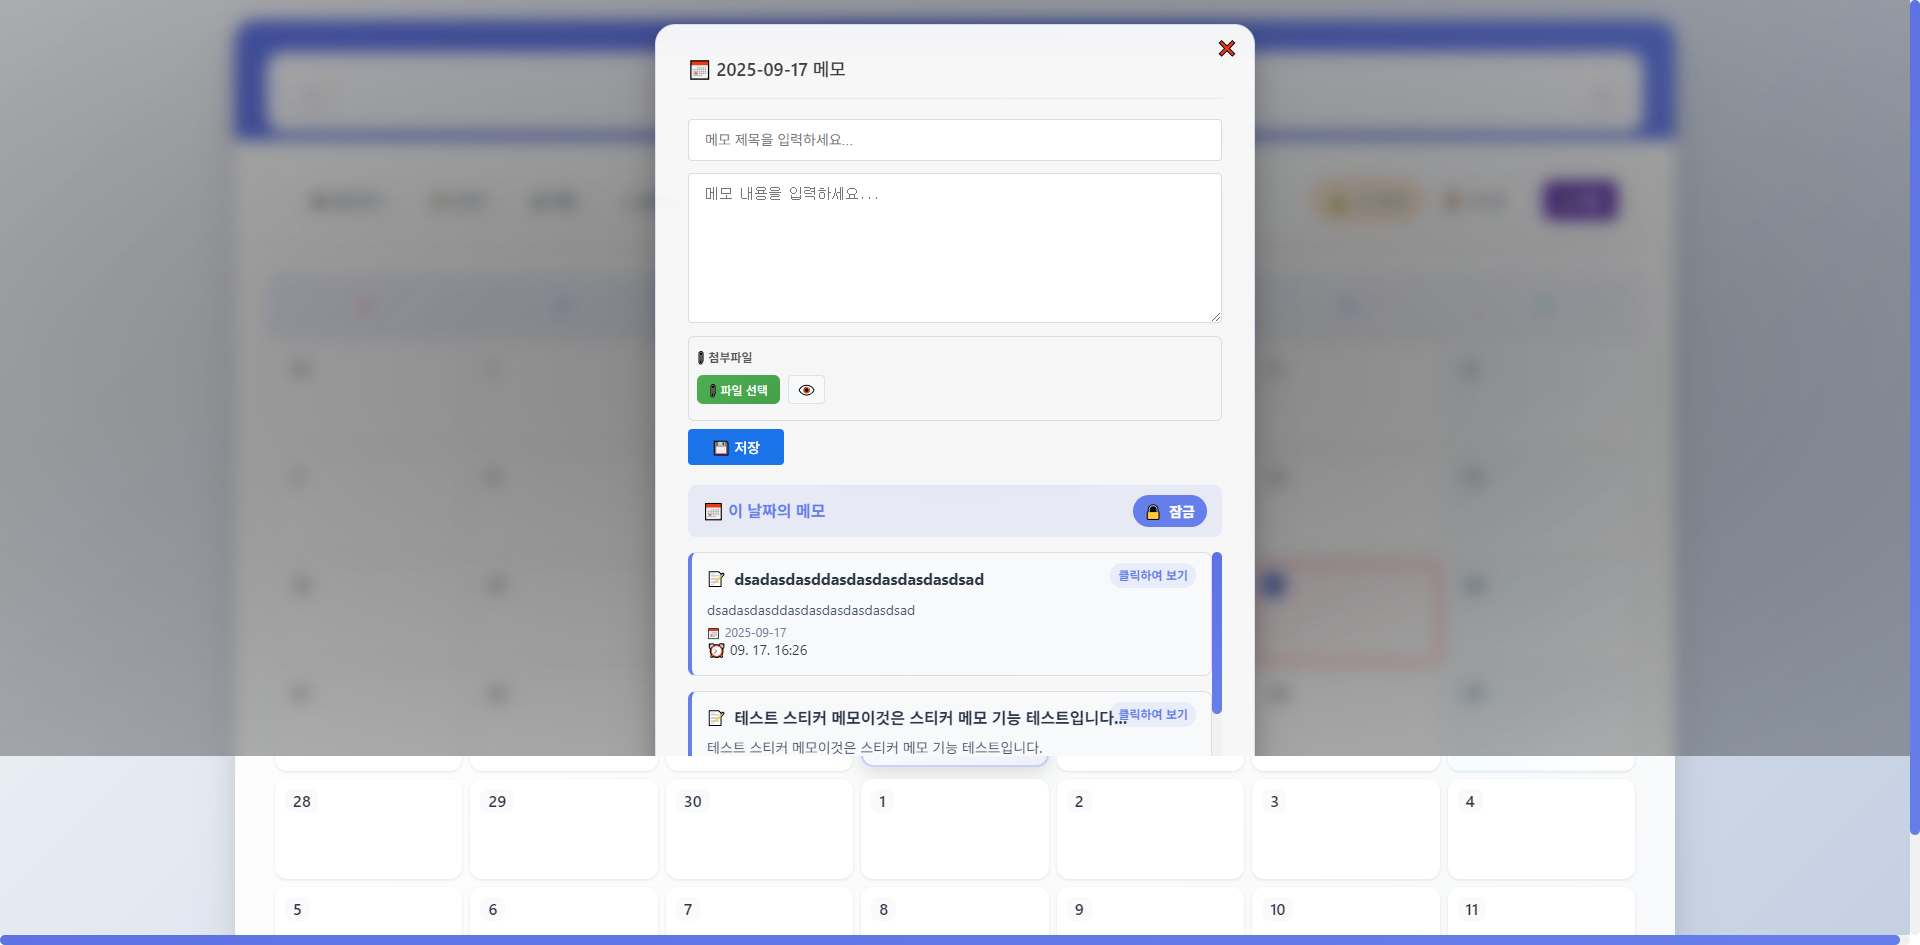 2025-09-17 메모
메모 제목을 입력하세요...
메모 내용을 입력하세요...
첨부파일
파일 선택
저장
이 날짜의 메모
잠금
dsadasdasddasdasdasdasdasdsad
클릭하여 보기
dsadasdasddasdasdasdasdasdsad
2025-09-17
09. 17. 16:26
테스트 스티커 메모이것은 스티커 메모 기능 테스트입니다...
클릭하여 보기
테스트 스티커 메모이것은 스티커 메모 기능 테스트입니다.
28 29 30 1 2 3 4
5 6 7 8 9 10 11